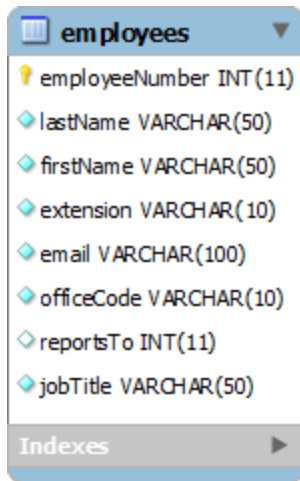 employees
employeeNumber INT(11)
lastName VARCHAR(50)
firstName VARCHAR(50)
extension VARCHAR(10)
email VARCHAR(100)
officeCode VARCHAR(10)
reportsTo INT(11)
jobTitle VARCHAR(50)
Indexes